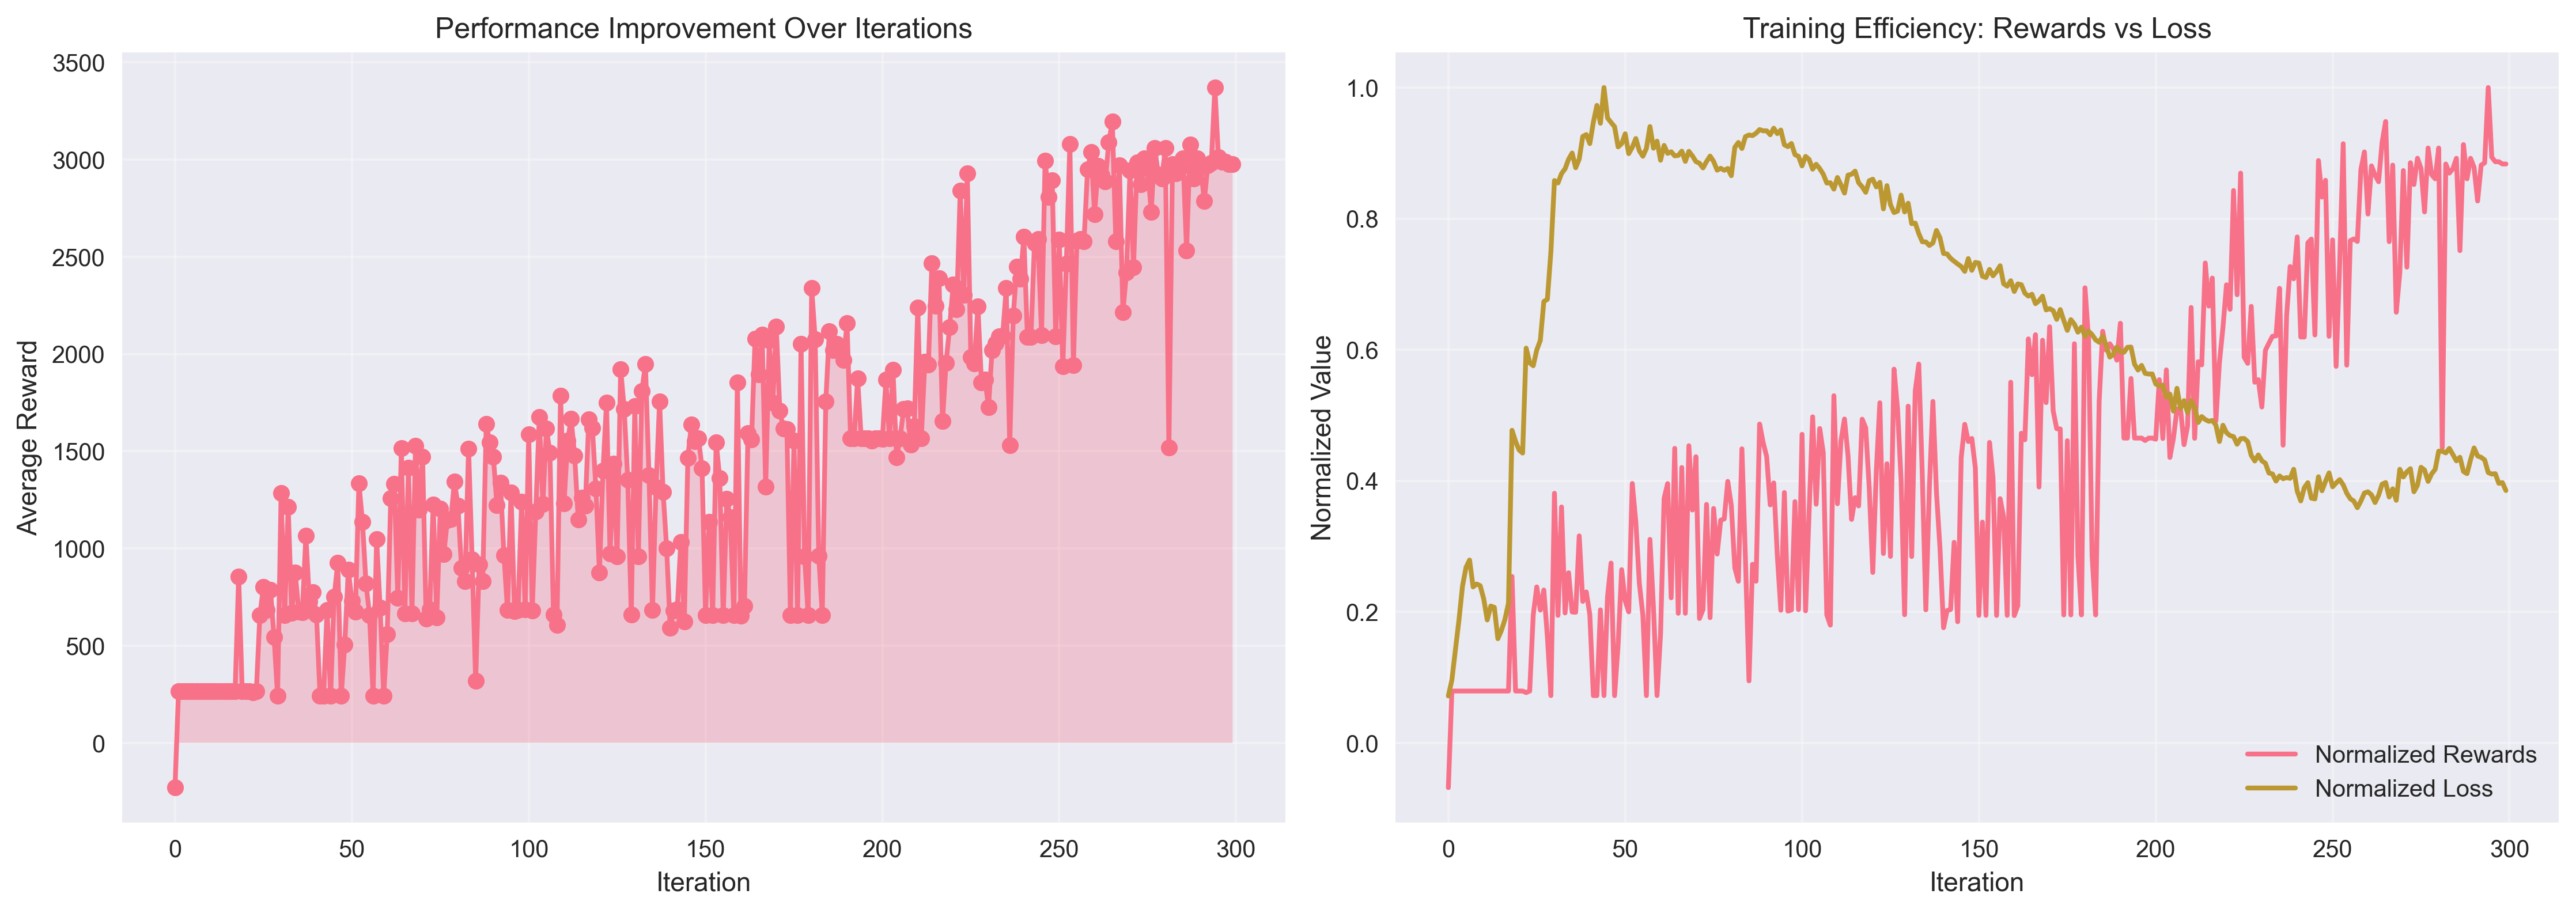 Performance Improvement Over Iterations
3500
3000
2500
2000
1500
1000
500
0
Average Reward
0 50 100 150 200 250 300
Iteration
Training Efficiency: Rewards vs Loss
1.0
0.8
0.6
0.4
0.2
0.0
Normalized Value
Normalized Rewards
Normalized Loss
0 50 100 150 200 250 300
Iteration